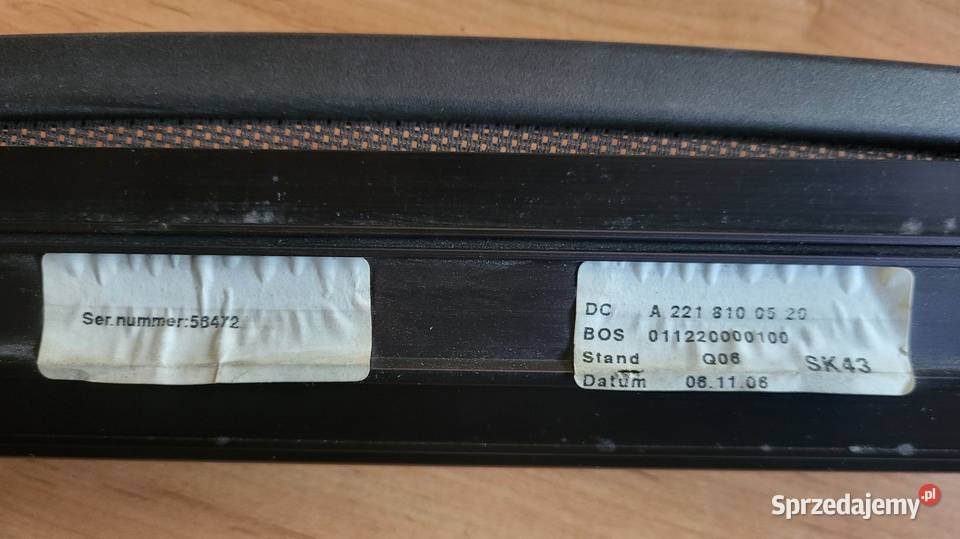 Ser.nummer:58472
DC A 221 810 05 20
BOS 011220000100
Stand Q06 SK43
Datum 06.11.06
Sprzedajemy.pl